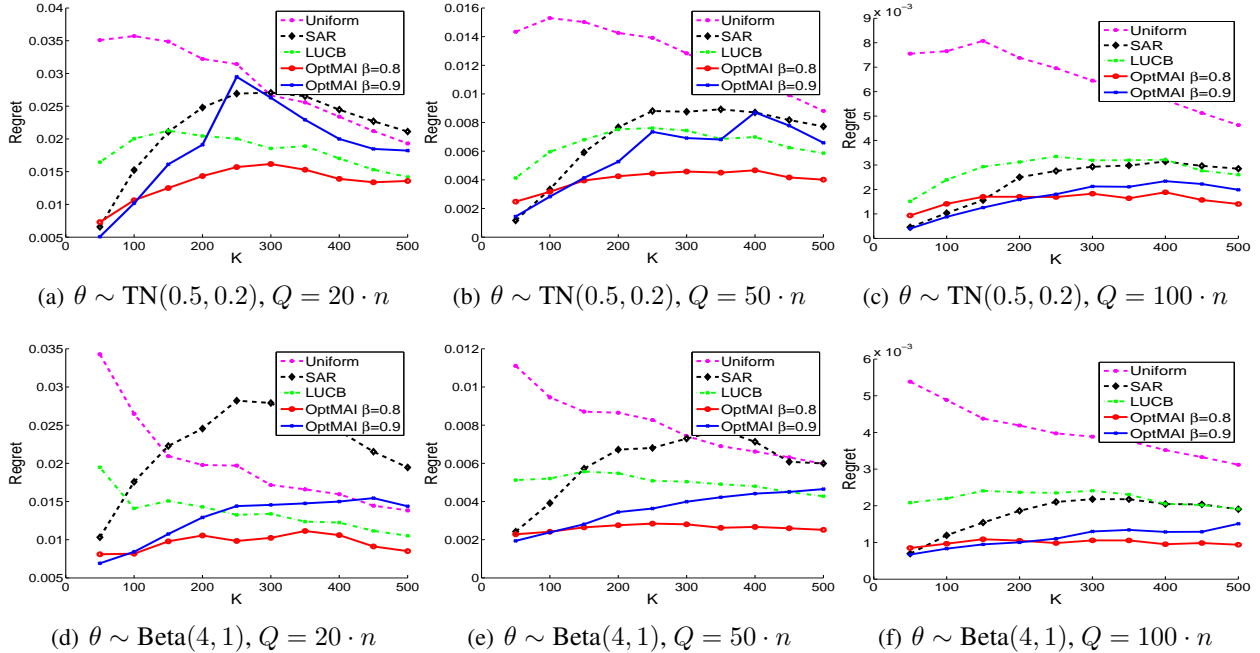 0.04
0.035
0.03
0.025
0.02
0.015
0.01
0.005
0 100 200 300 400 500
Regret
K
Uniform
SAR
LUCB
OptMAI β=0.8
OptMAI β=0.9
(a) θ ∼ TN(0.5, 0.2), Q = 20 · n
0.016
0.014
0.012
0.01
0.008
0.006
0.004
0.002
0
0 100 200 300 400 500
Regret
K
Uniform
SAR
LUCB
OptMAI β=0.8
OptMAI β=0.9
(b) θ ∼ TN(0.5, 0.2), Q = 50 · n
x 10⁻³
9
8
7
6
5
4
3
2
1
0
0 100 200 300 400 500
Regret
K
Uniform
SAR
LUCB
OptMAI β=0.8
OptMAI β=0.9
(c) θ ∼ TN(0.5, 0.2), Q = 100 · n
0.035
0.03
0.025
0.02
0.015
0.01
0.005
0 100 200 300 400 500
Regret
K
Uniform
SAR
LUCB
OptMAI β=0.8
OptMAI β=0.9
(d) θ ∼ Beta(4, 1), Q = 20 · n
0.012
0.01
0.008
0.006
0.004
0.002
0
0 100 200 300 400 500
Regret
K
Uniform
SAR
LUCB
OptMAI β=0.8
OptMAI β=0.9
(e) θ ∼ Beta(4, 1), Q = 50 · n
x 10⁻³
6
5
4
3
2
1
0
0 100 200 300 400 500
Regret
K
Uniform
SAR
LUCB
OptMAI β=0.8
OptMAI β=0.9
(f) θ ∼ Beta(4, 1), Q = 100 · n